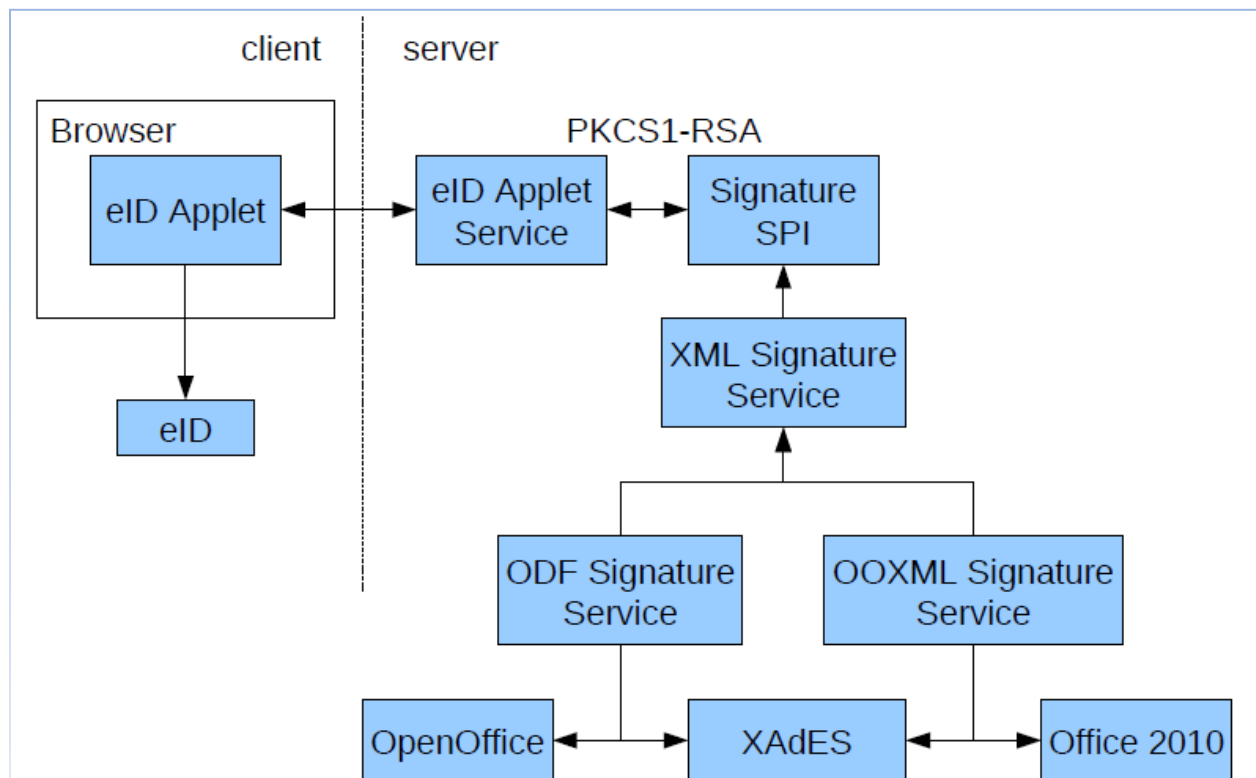 client
server
Browser
PKCS1-RSA
eID Applet
eID Applet
Service
Signature
SPI
XML Signature
Service
eID
ODF Signature
Service
OOXML Signature
Service
OpenOffice
XAdES
Office 2010